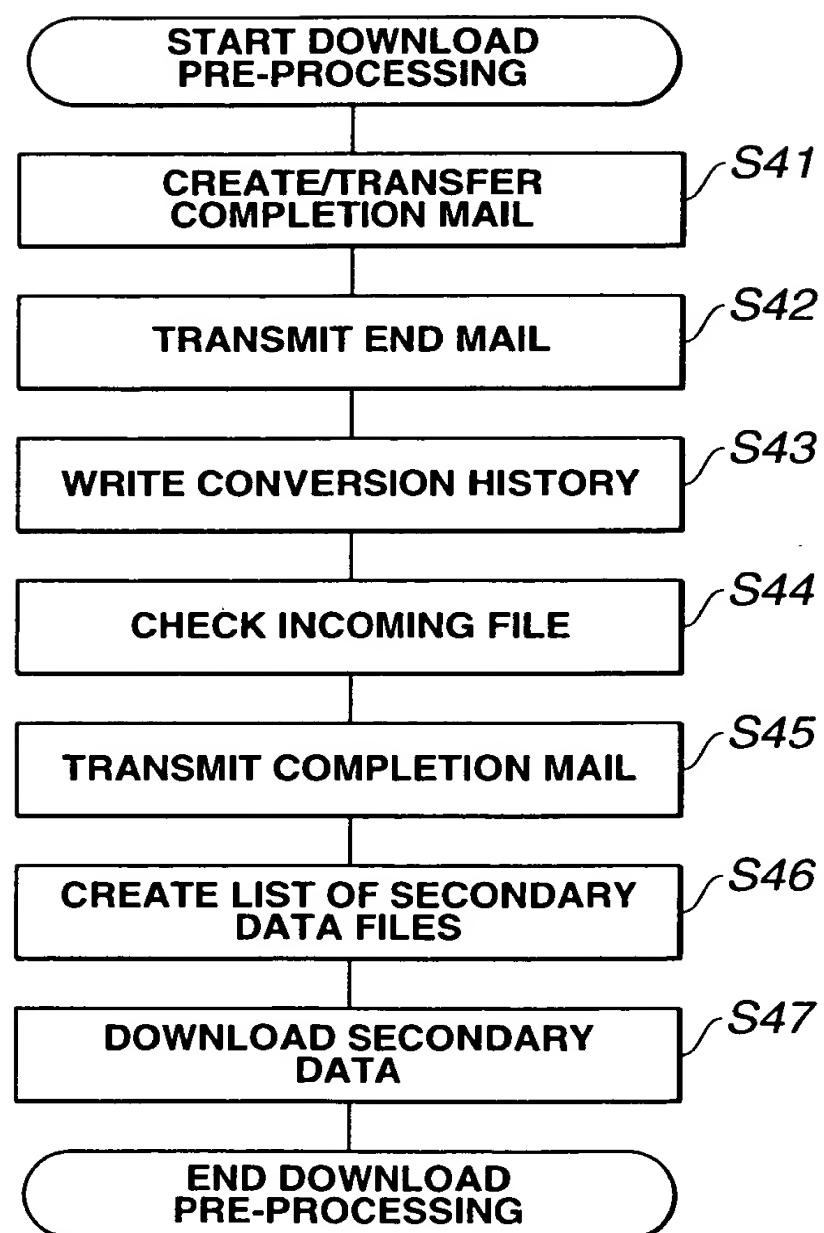 START DOWNLOAD
PRE-PROCESSING
CREATE/TRANSFER
COMPLETION MAIL
S41
TRANSMIT END MAIL
S42
WRITE CONVERSION HISTORY
S43
CHECK INCOMING FILE
S44
TRANSMIT COMPLETION MAIL
S45
CREATE LIST OF SECONDARY
DATA FILES
S46
DOWNLOAD SECONDARY
DATA
S47
END DOWNLOAD
PRE-PROCESSING